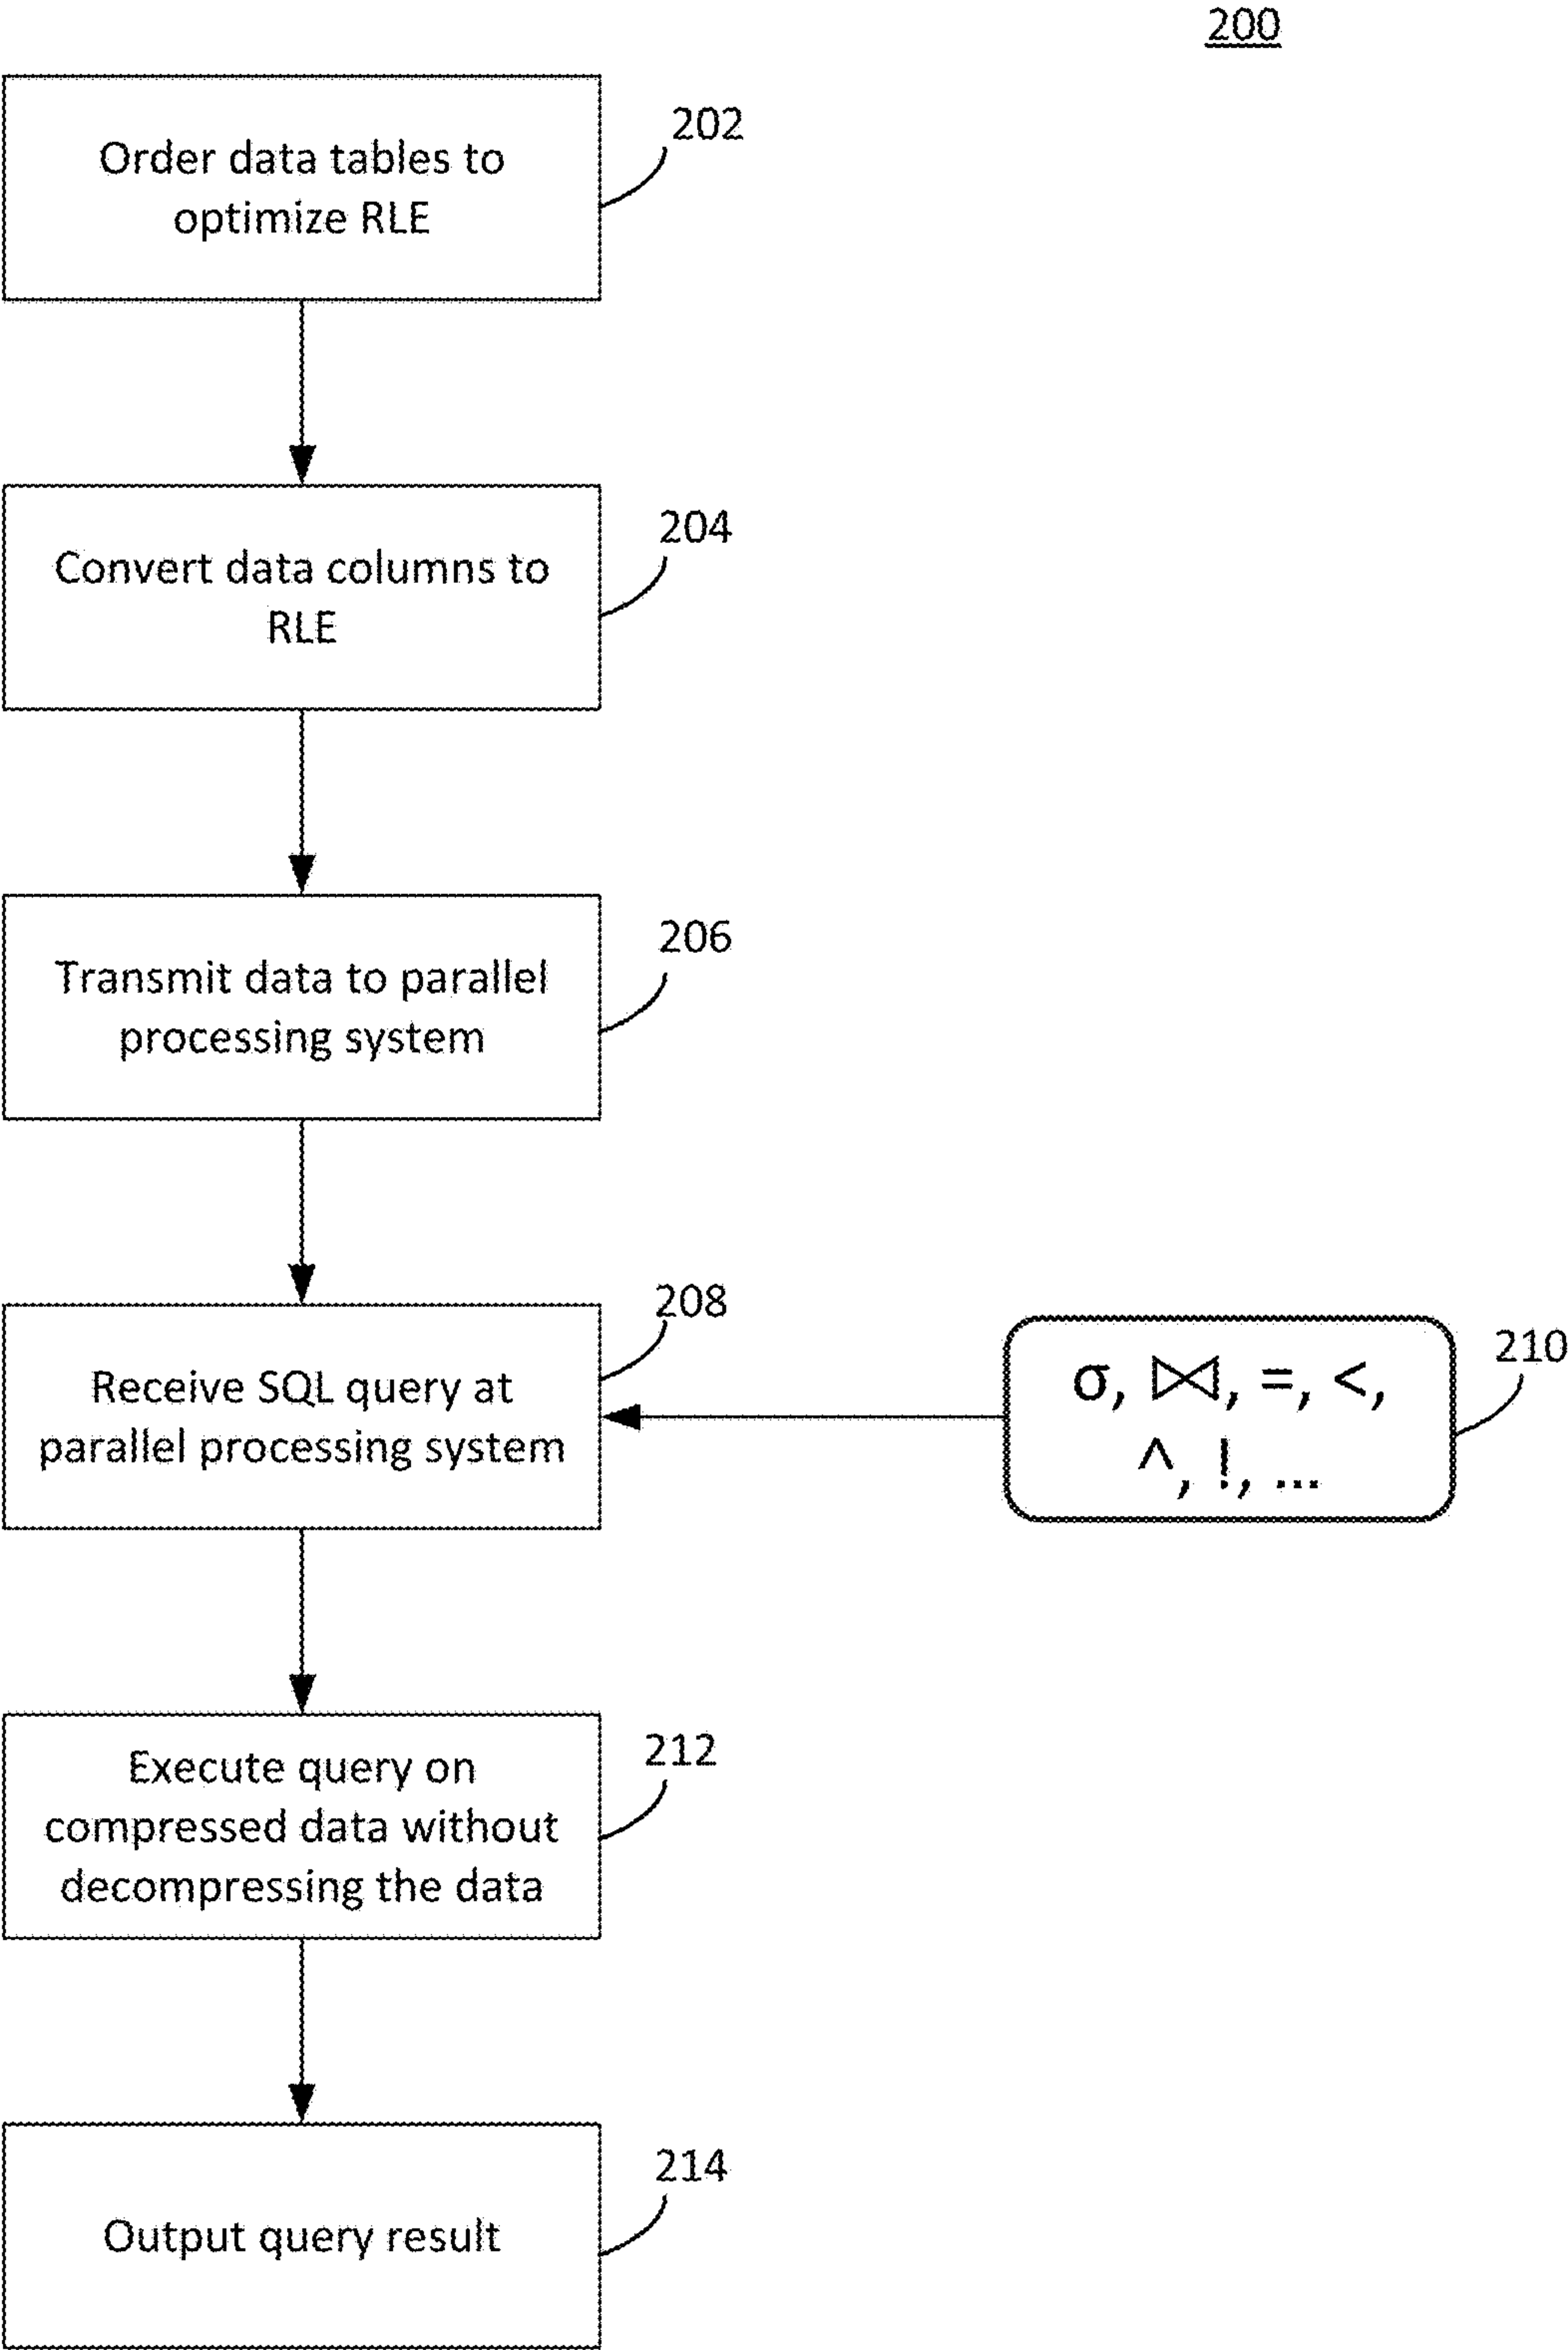 200
202
Order data tables to
optimize RLE
204
Convert data columns to
RLE
206
Transmit data to parallel
processing system
208
Receive SQL query at
parallel processing system
210
σ, ⋈, =, <,
^, !, ...
212
Execute query on
compressed data without
decompressing the data
214
Output query result